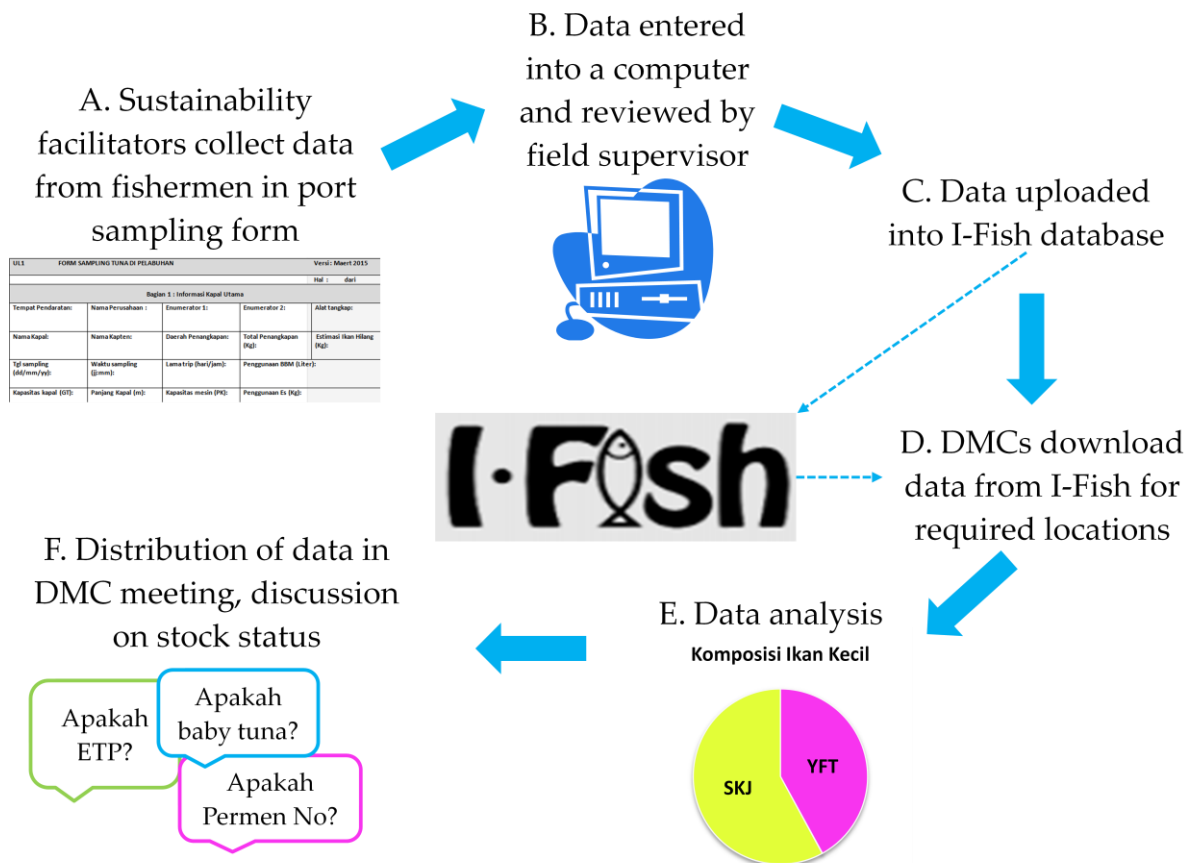 A. Sustainability
facilitators collect data
from fishermen in port
sampling form
UL1 FORM SAMPLING TUNA DI PELABUHAN Versi: Maert 2015
Hal : dari
Bagian 1 : Informasi Kapal Utama
Tempat Pendaratan: Nama Perusahaan : Enumerator 1: Enumerator 2: Alat tangkap:
Nama Kapal: Nama Kapten: Daerah Penangkapan: Total Penangkapan (Kg): Estimasi Ikan Hilang (Kg):
Tgl sampling (dd/mm/yy): Waktu sampling (jj:mm): Lama trip (hari/jam): Penggunaan BBM (Liter):
Kapasitas kapal (GT): Panjang Kapal (m): Kapasitas mesin (PK): Penggunaan Es (Kg):
B. Data entered
into a computer
and reviewed by
field supervisor
C. Data uploaded
into I-Fish database
I·Fish
D. DMCs download
data from I-Fish for
required locations
E. Data analysis
Komposisi Ikan Kecil
SKJ
YFT
F. Distribution of data in
DMC meeting, discussion
on stock status
Apakah
ETP?
Apakah
baby tuna?
Apakah
Permen No?